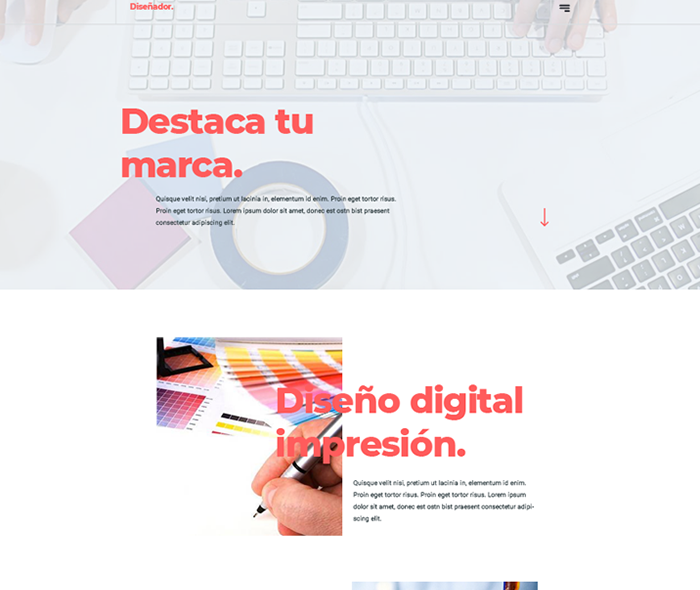 Diseñador.
Destaca tu
marca.
Quisque velit nisi, pretium ut lacinia in, elementum id enim. Proin eget tortor risus.
Proin eget tortor risus. Lorem ipsum dolor sit amet, donec est ostn bist praesent
consectetur adipiscing elit.
Diseño digital
impresión.
Quisque velit nisi, pretium ut lacinia in, elementum id enim.
Proin eget tortor risus. Proin eget tortor risus. Lorem ipsum
dolor sit amet, donec est ostn bist praesent consectetur adipi-
scing elit.